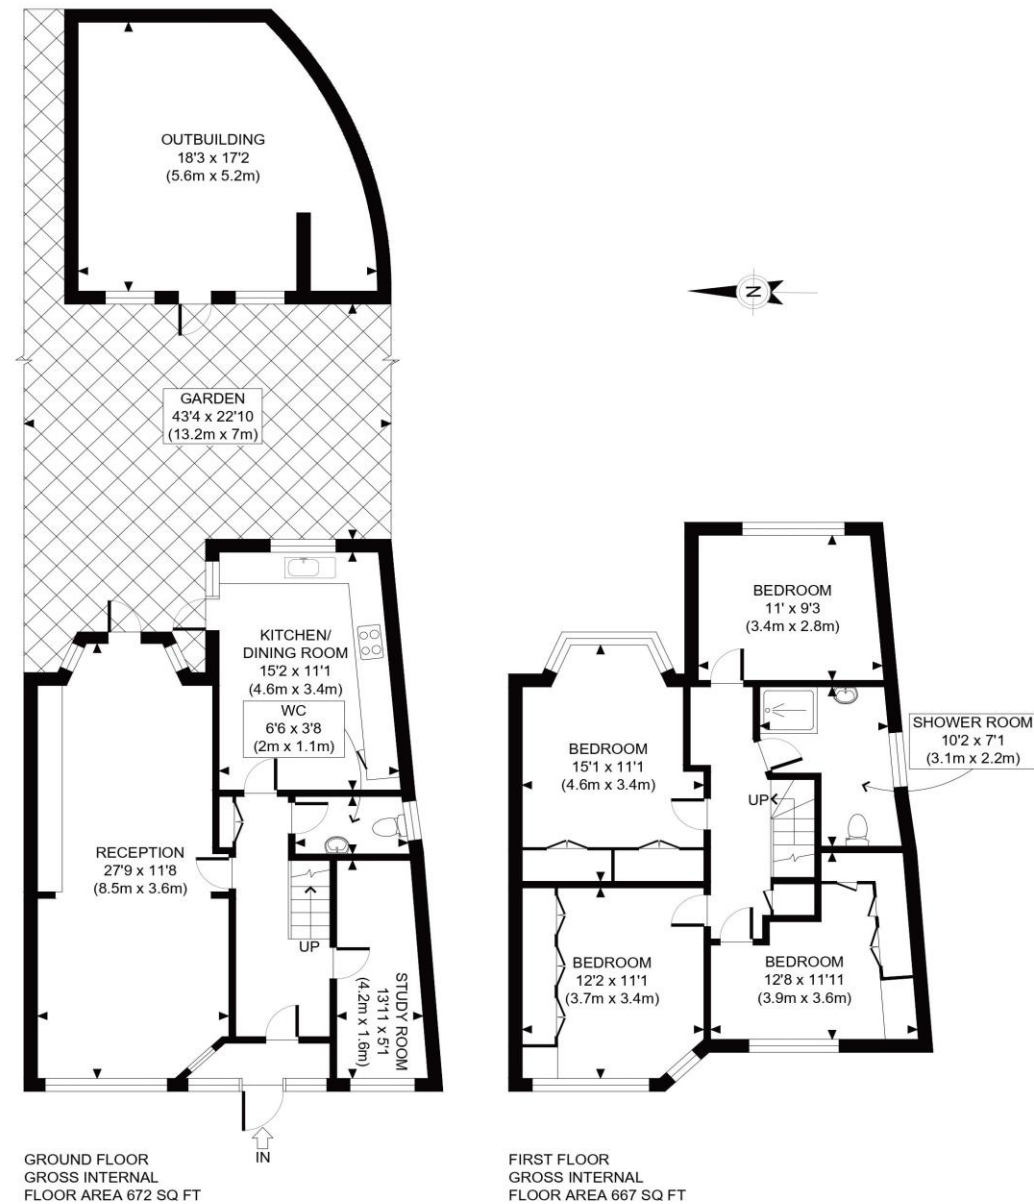 OUTBUILDING
18'3 x 17'2
(5.6m x 5.2m)
N
GARDEN
43'4 x 22'10
(13.2m x 7m)
KITCHEN/
DINING ROOM
15'2 x 11'1
(4.6m x 3.4m)
WC
6'6 x 3'8
(2m x 1.1m)
RECEPTION
27'9 x 11'8
(8.5m x 3.6m)
UP
STUDY ROOM
13'11 x 5'1
(4.2m x 1.6m)
IN
GROUND FLOOR
GROSS INTERNAL
FLOOR AREA 672 SQ FT
BEDROOM
11' x 9'3
(3.4m x 2.8m)
SHOWER ROOM
10'2 x 7'1
(3.1m x 2.2m)
BEDROOM
15'1 x 11'1
(4.6m x 3.4m)
UP
BEDROOM
12'2 x 11'1
(3.7m x 3.4m)
BEDROOM
12'8 x 11'11
(3.9m x 3.6m)
FIRST FLOOR
GROSS INTERNAL
FLOOR AREA 667 SQ FT